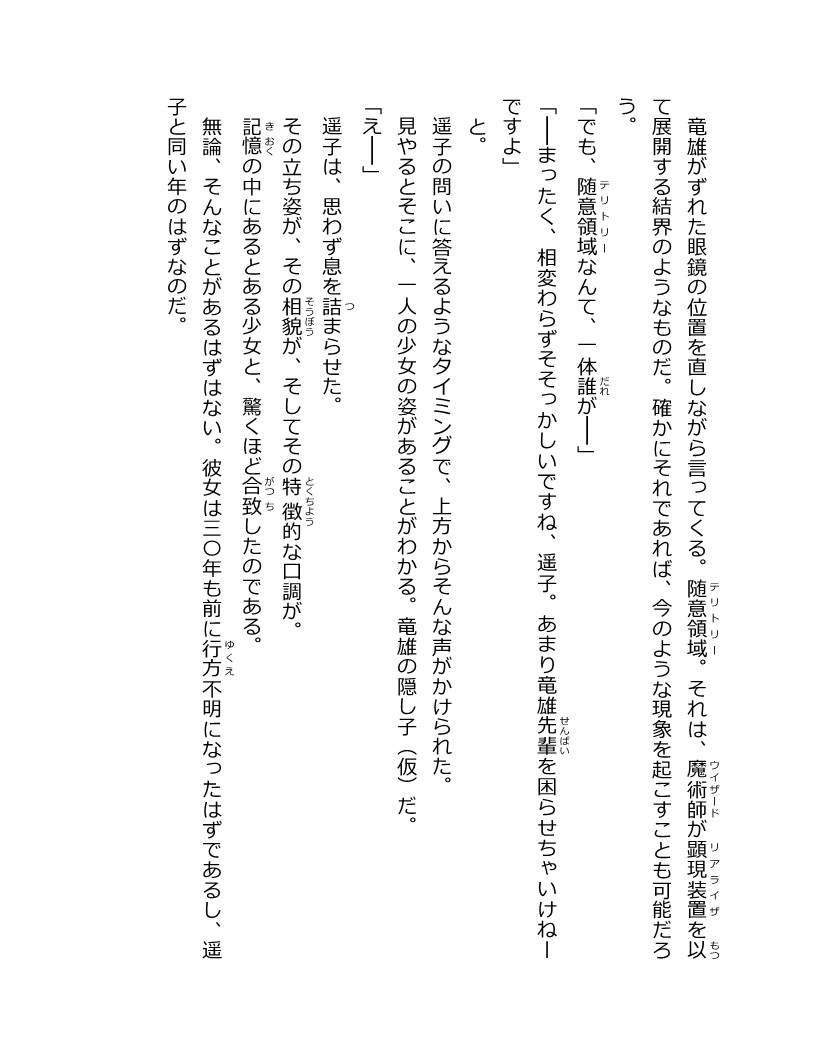 竜雄がずれた眼鏡の位置を直しながら言ってくる。随意領域。それは、魔術師が顕現装置を以
て展開する結界のようなものだ。確かにそれであれば、今のような現象を起こすことも可能だろ
う。
「でも、随意領域なんて、一体誰が──」
「──まったく、相変わらずそそっかしいですね、遥子。あまり竜雄先輩を困らせちゃいけねー
ですよ」
と。
遥子の問いに答えるようなタイミングで、上方からそんな声がかけられた。
見やるとそこに、一人の少女の姿があることがわかる。竜雄の隠し子（仮）だ。
「え──」
遥子は、思わず息を詰まらせた。
その立ち姿が、その相貌が、そしてその特徴的な口調が。
記憶の中にあるとある少女と、驚くほど合致したのである。
無論、そんなことがあるはずはない。彼女は三〇年も前に行方不明になったはずであるし、遥
子と同い年のはずなのだ。